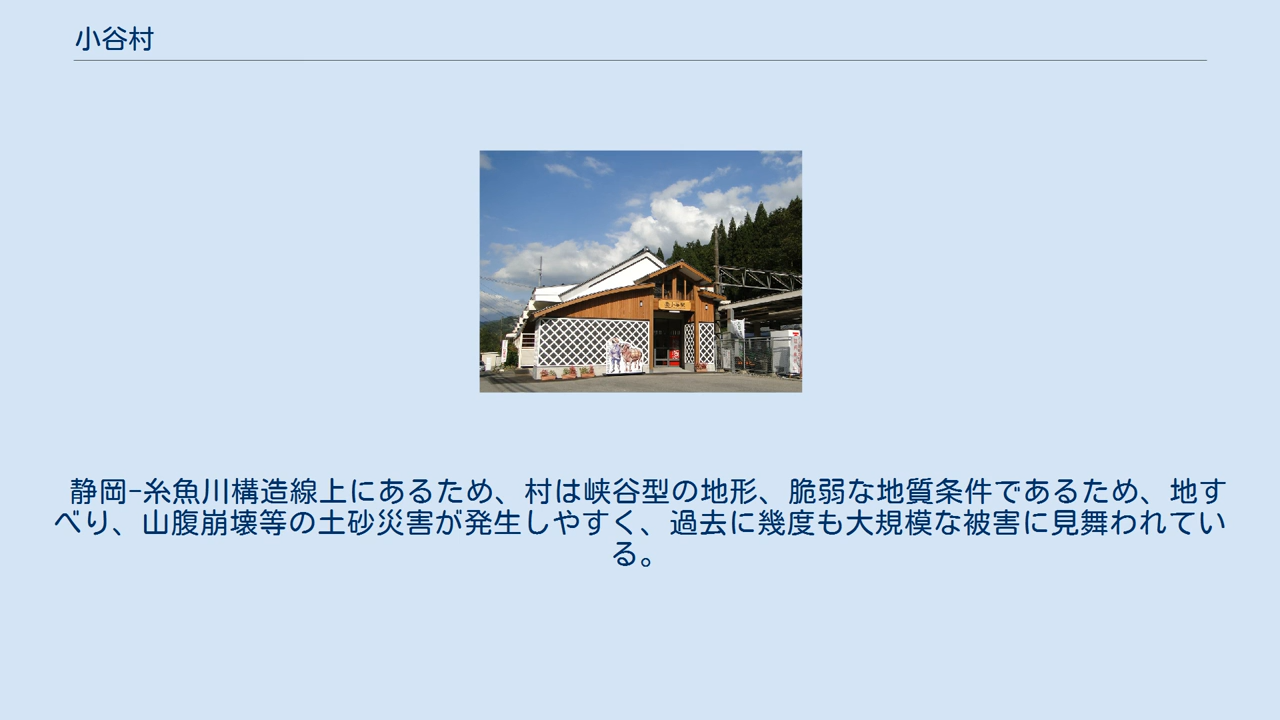 小谷村
静岡-糸魚川構造線上にあるため、村は峡谷型の地形、脆弱な地質条件であるため、地す
べり、山腹崩壊等の土砂災害が発生しやすく、過去に幾度も大規模な被害に見舞われてい
る。